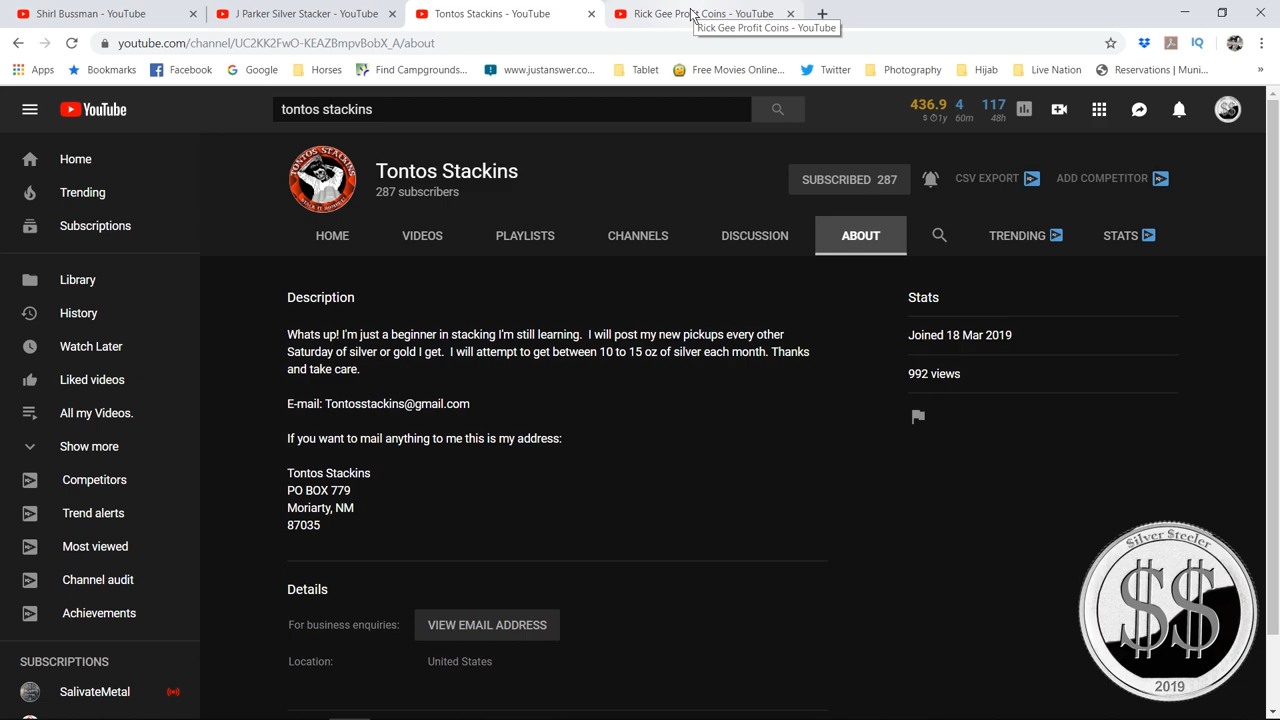 Shirl Bussman - YouTube
J Parker Silver Stacker - YouTube
Tontos Stackins - YouTube
Rick Gee Profit Coins - YouTube
Rick Gee Profit Coins - YouTube
youtube.com/channel/UC2KK2FwO-KEAZBmpvBobX_A/about
Apps
Bookmarks
Facebook
Google
Horses
Find Campgrounds...
www.justanswer.co...
Tablet
Free Movies Online...
Twitter
Photography
Hijab
Live Nation
Reservations | Muni...
»
YouTube
tontos stackins
436.9 4 117
S 1y 60m 48h
Home
Trending
Subscriptions
Library
History
Watch Later
Liked videos
All my Videos.
Show more
Competitors
Trend alerts
Most viewed
Channel audit
Achievements
SUBSCRIPTIONS
SalivateMetal
TONTOS STACKINS
Tontos Stackins
287 subscribers
SUBSCRIBED 287
CSV EXPORT
ADD COMPETITOR
HOME
VIDEOS
PLAYLISTS
CHANNELS
DISCUSSION
ABOUT
TRENDING
STATS
Description
Whats up! I'm just a beginner in stacking I'm still learning. I will post my new pickups every other
Saturday of silver or gold I get. I will attempt to get between 10 to 15 oz of silver each month. Thanks
and take care.
E-mail: Tontosstackins@gmail.com
If you want to mail anything to me this is my address:
Tontos Stackins
PO BOX 779
Moriarty, NM
87035
Details
For business enquiries:
VIEW EMAIL ADDRESS
Location:
United States
Stats
Joined 18 Mar 2019
992 views
$ilver $teeler
$$
2019